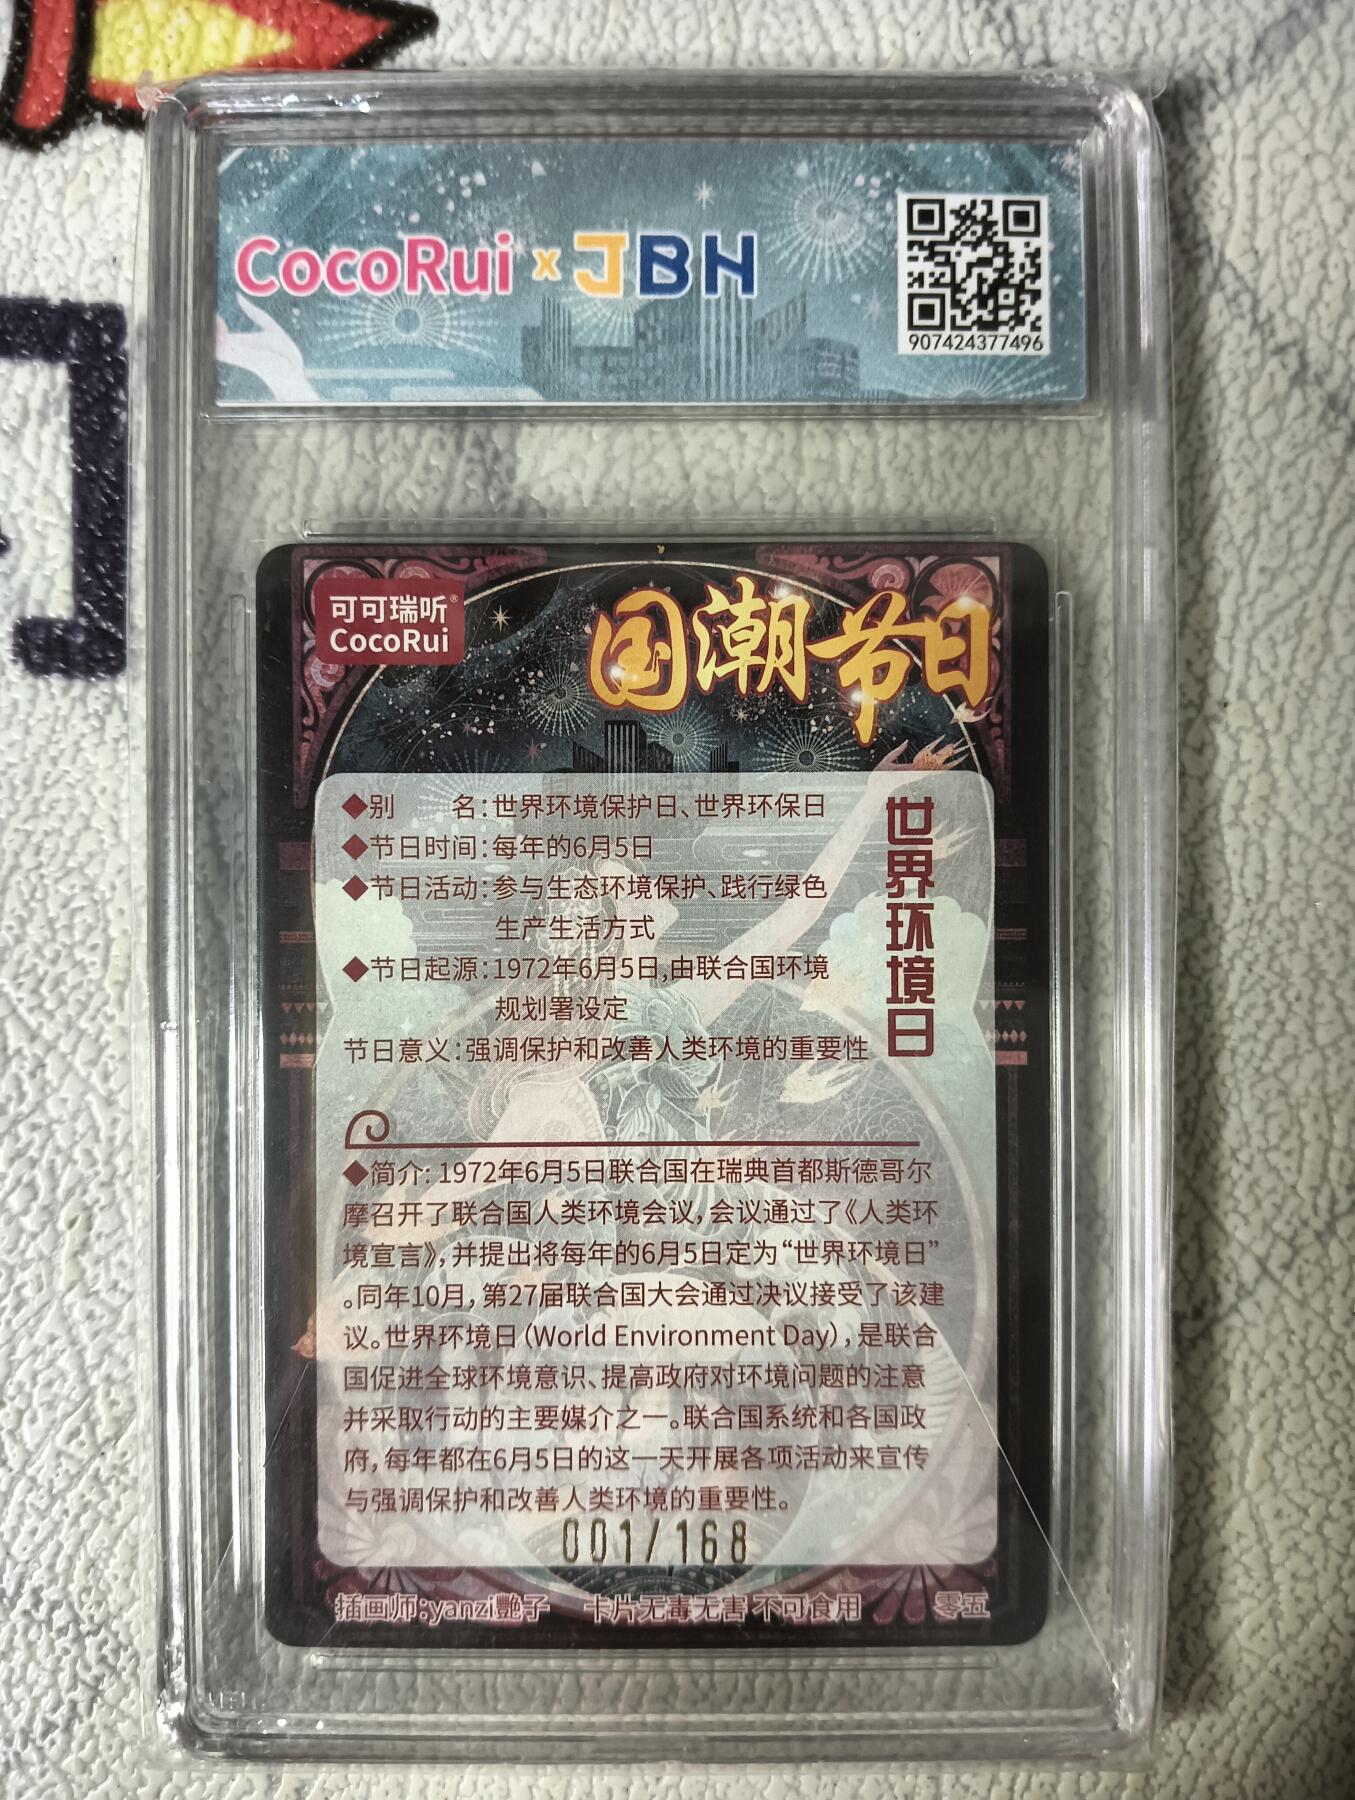 CocoRui x JBH
907424377496
可可瑞听®
CocoRui
国潮节日
世界环境日
◆别 名：世界环境保护日、世界环保日
◆节日时间：每年的6月5日
◆节日活动：参与生态环境保护、践行绿色
生产生活方式
◆节日起源：1972年6月5日,由联合国环境
规划署设定
节日意义：强调保护和改善人类环境的重要性
◆简介：1972年6月5日联合国在瑞典首都斯德哥尔
摩召开了联合国人类环境会议，会议通过了《人类环
境宣言》，并提出将每年的6月5日定为“世界环境日”
。同年10月，第27届联合国大会通过决议接受了该建
议。世界环境日（World Environment Day），是联合
国促进全球环境意识、提高政府对环境问题的注意
并采取行动的主要媒介之一。联合国系统和各国政
府，每年都在6月5日的这一天开展各项活动来宣传
与强调保护和改善人类环境的重要性。
001/168
插画师：yanzi艷子 卡片无毒无害 不可食用 零五